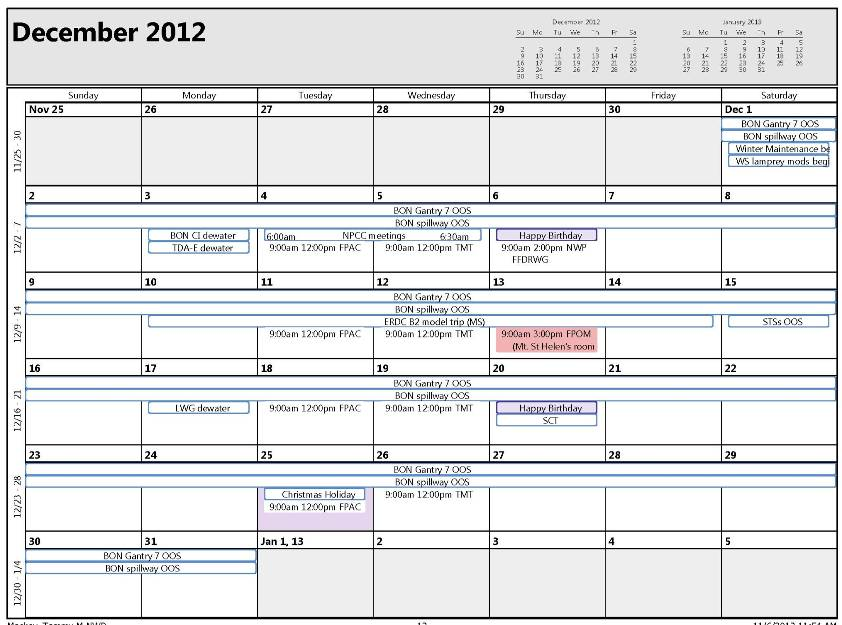 December 2012
December 2012
Su Mo Tu We Th Fr Sa
1
2 3 4 5 6 7 8
9 10 11 12 13 14 15
16 17 18 19 20 21 22
23 24 25 26 27 28 29
30 31
January 2013
Su Mo Tu We Th Fr Sa
1 2 3 4 5
6 7 8 9 10 11 12
13 14 15 16 17 18 19
20 21 22 23 24 25 26
27 28 29 30 31
Sunday Monday Tuesday Wednesday Thursday Friday Saturday
11/25 - 30
Nov 25 26 27 28 29 30 Dec 1
BON Gantry 7 OOS
BON spillway OOS
Winter Maintenance be
WS lamprey mods begi
12/2 - 7
2 3 4 5 6 7 8
BON Gantry 7 OOS
BON spillway OOS
BON CI dewater 6:00am NPCC meetings 6:30am Happy Birthday
TDA-E dewater 9:00am 12:00pm FPAC 9:00am 12:00pm TMT 9:00am 2:00pm NWP
FFDRWG
12/9 - 14
9 10 11 12 13 14 15
BON Gantry 7 OOS
BON spillway OOS
ERDC B2 model trip (MS) STSs OOS
9:00am 12:00pm FPAC 9:00am 12:00pm TMT 9:00am 3:00pm FPOM
(Mt. St Helen's room
12/16 - 21
16 17 18 19 20 21 22
BON Gantry 7 OOS
BON spillway OOS
LWG dewater 9:00am 12:00pm FPAC 9:00am 12:00pm TMT Happy Birthday
SCT
12/23 - 28
23 24 25 26 27 28 29
BON Gantry 7 OOS
BON spillway OOS
Christmas Holiday 9:00am 12:00pm TMT
9:00am 12:00pm FPAC
12/30 - 1/4
30 31 Jan 1, 13 2 3 4 5
BON Gantry 7 OOS
BON spillway OOS